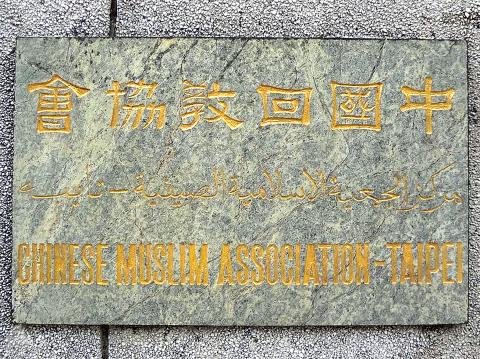 中國回教協會
مركز الجمعية الاسلامية الصينية - تايبيه
CHINESE MUSLIM ASSOCIATION-TAIPEI